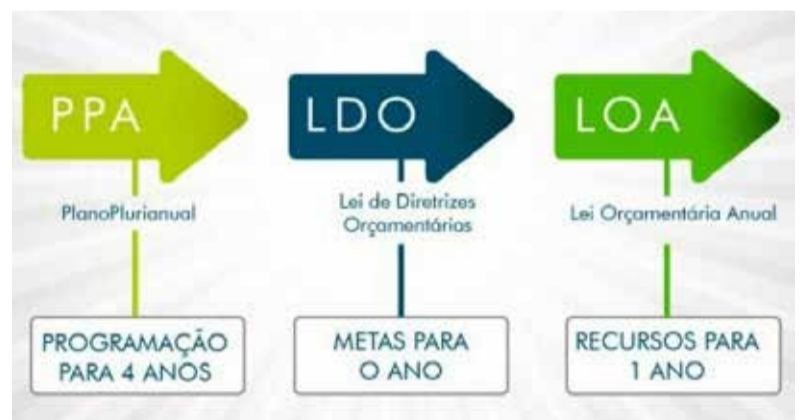 PPA
LDO
LOA
PlanoPlurianual
Lei de Diretrizes
Orçamentárias
Lei Orçamentária Anual
PROGRAMAÇÃO
PARA 4 ANOS
METAS PARA
O ANO
RECURSOS PARA
1 ANO